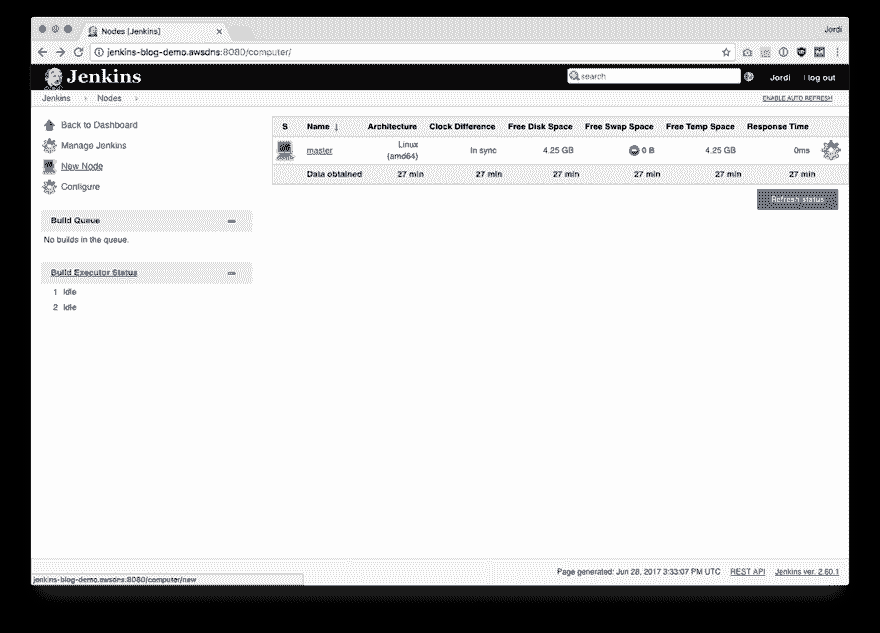 Nodes [Jenkins]
Jordi
jenkins-blog-demo.awsdns:8080/computer/
Jenkins
search
Jordi
log out
Jenkins
Nodes
ENABLE AUTO REFRESH
Back to Dashboard
Manage Jenkins
New Node
Configure
Build Queue
No builds in the queue.
Build Executor Status
1 Idle
2 Idle
S Name ↓ Architecture Clock Difference Free Disk Space Free Swap Space Free Temp Space Response Time
master Linux (amd64) In sync 4.25 GB 0 B 4.25 GB 0ms
Data obtained 27 min 27 min 27 min 27 min 27 min 27 min
Refresh status
Page generated: Jun 28, 2017 3:33:07 PM UTC REST API Jenkins ver. 2.60.1
jenkins-blog-demo.awsdns:8080/computer/new